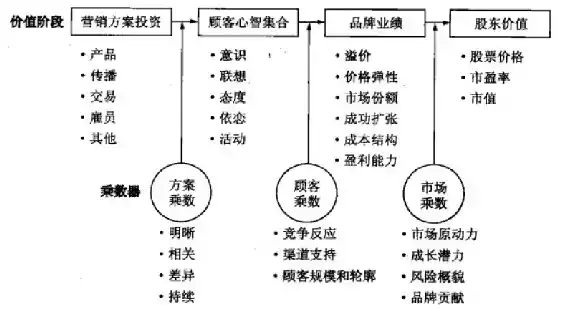 价值阶段 营销方案投资 顾客心智集合 品牌业绩 股东价值
·产品 ·意识 ·溢价 ·股票价格
·传播 ·联想 ·价格弹性 ·市盈率
·交易 ·态度 ·市场份额 ·市值
·雇员 ·依恋 ·成功扩张
·其他 ·活动 ·成本结构
·盈利能力
乘数器 方案乘数 顾客乘数 市场乘数
·明晰 ·竞争反应 ·市场原动力
·相关 ·渠道支持 ·成长潜力
·差异 ·顾客规模和轮廓 ·风险概貌
·持续 ·品牌贡献